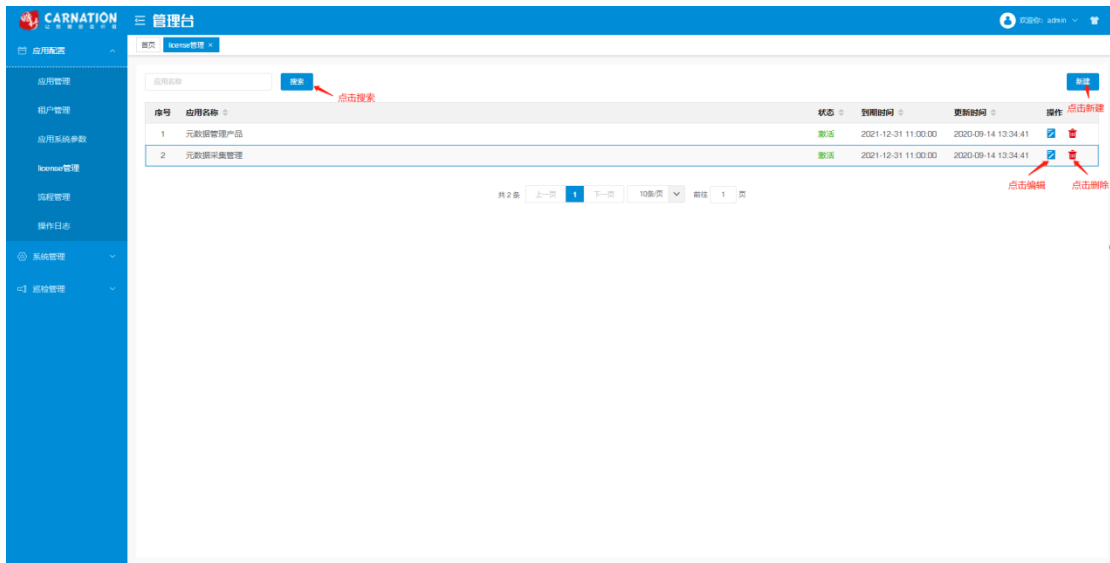 CARNATION
管理台
欢迎你: admin
应用配置
首页
license管理 ×
应用管理
租户管理
应用系统参数
license管理
流程管理
操作日志
系统管理
巡检管理
应用名称
搜索
新建
点击搜索
点击新建
序号 应用名称 状态 到期时间 更新时间 操作
1 元数据管理产品 激活 2021-12-31 11:00:00 2020-09-14 13:34:41
2 元数据采集管理 激活 2021-12-31 11:00:00 2020-09-14 13:34:41
点击编辑 点击删除
共 2 条 上一页 1 下一页 10条/页 前往 1 页